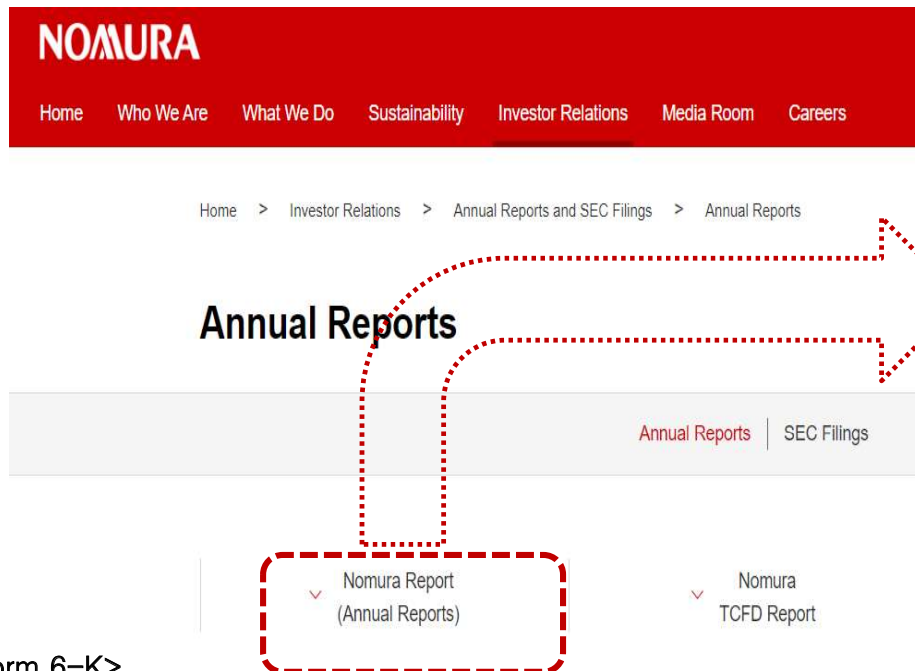 NOMURA
Home Who We Are What We Do Sustainability Investor Relations Media Room Careers
Home > Investor Relations > Annual Reports and SEC Filings > Annual Reports
Annual Reports
Annual Reports | SEC Filings
Nomura Report
(Annual Reports)
Nomura
TCFD Report
6-K>